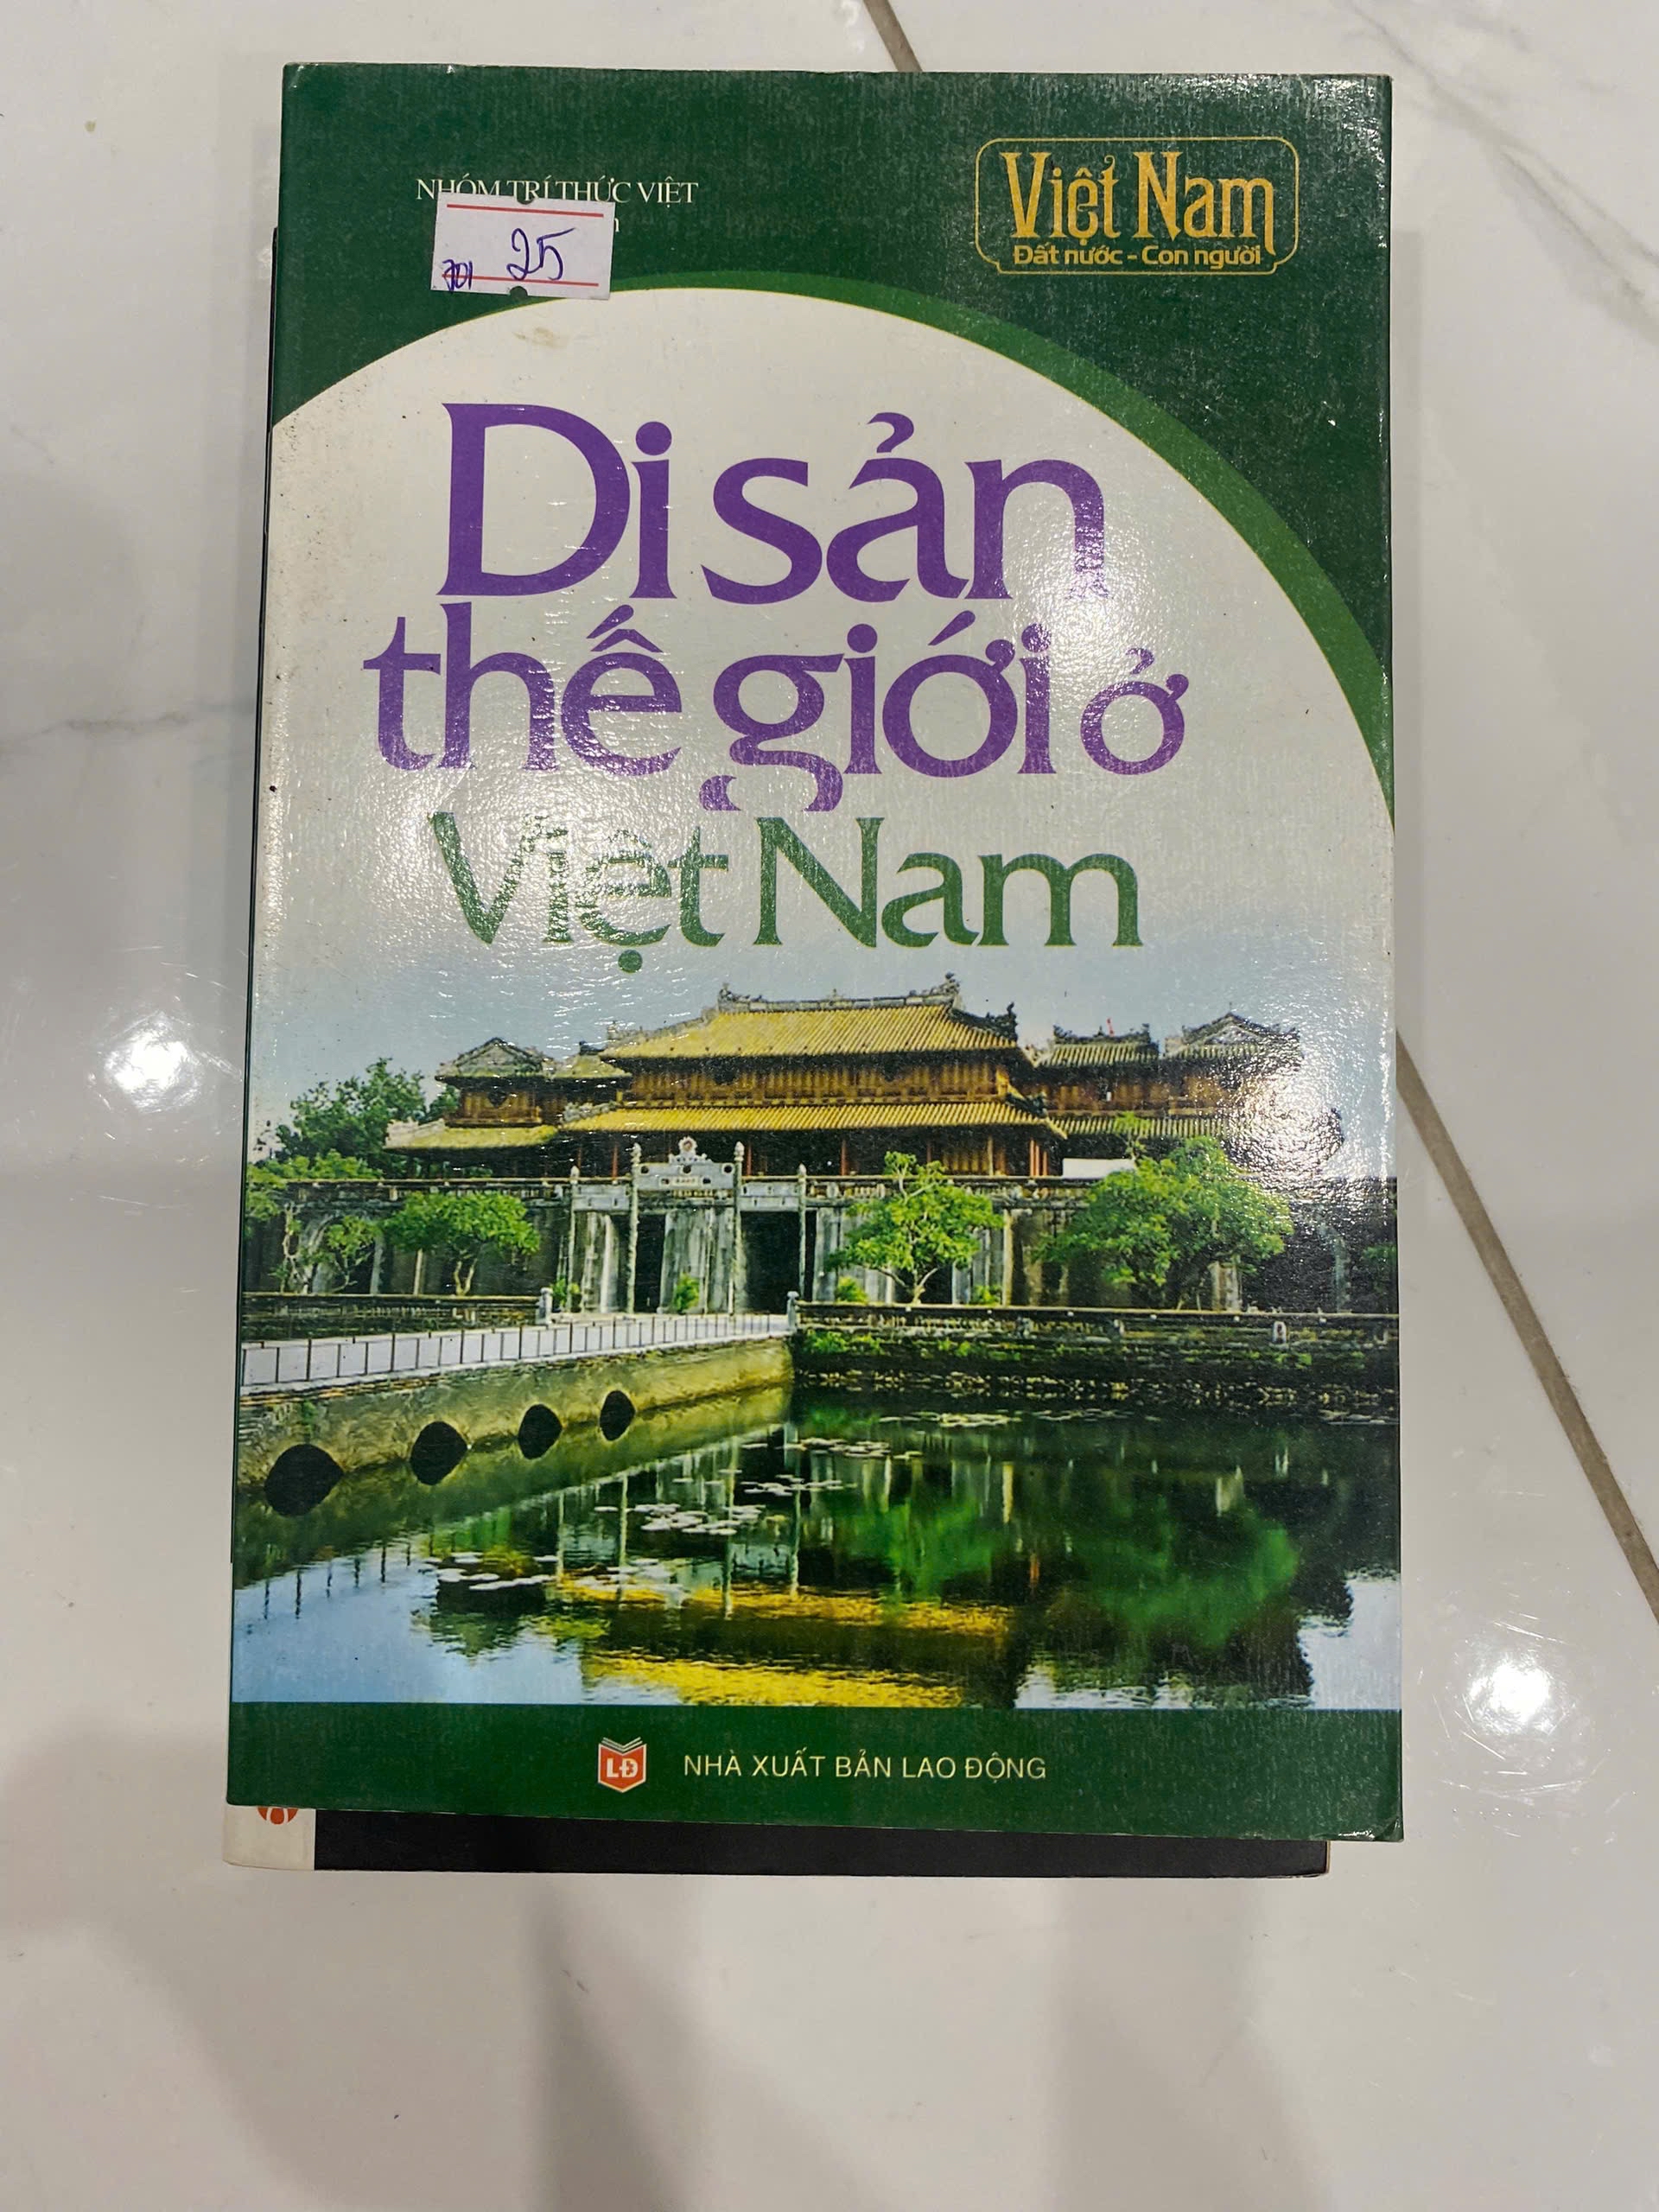 NHÓM TRÍ THỨC VIỆT
25
Việt Nam
Đất nước - Con người
Di sản
thế giới ở
Việt Nam
LĐ NHÀ XUẤT BẢN LAO ĐỘNG